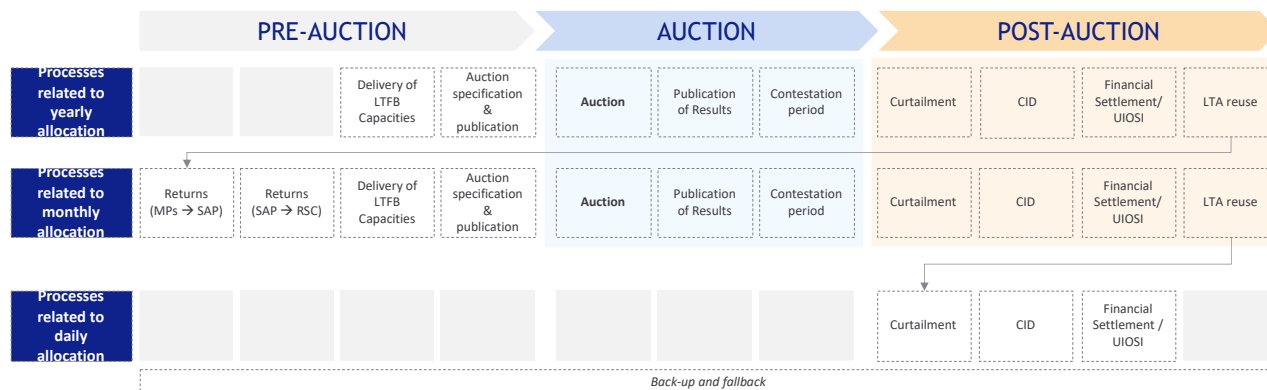 PRE-AUCTION
AUCTION
POST-AUCTION
Processes
related to
yearly
allocation
Delivery of
LTFB
Capacities
Auction
specification
&
publication
Auction
Publication
of Results
Contestation
period
Curtailment
CID
Financial
Settlement/
UIOSI
LTA reuse
Processes
related to
monthly
allocation
Returns
(MPs → SAP)
Returns
(SAP → RSC)
Delivery of
LTFB
Capacities
Auction
specification
&
publication
Auction
Publication
of Results
Contestation
period
Curtailment
CID
Financial
Settlement/
UIOSI
LTA reuse
Processes
related to
daily
allocation
Curtailment
CID
Financial
Settlement /
UIOSI
Back-up and fallback